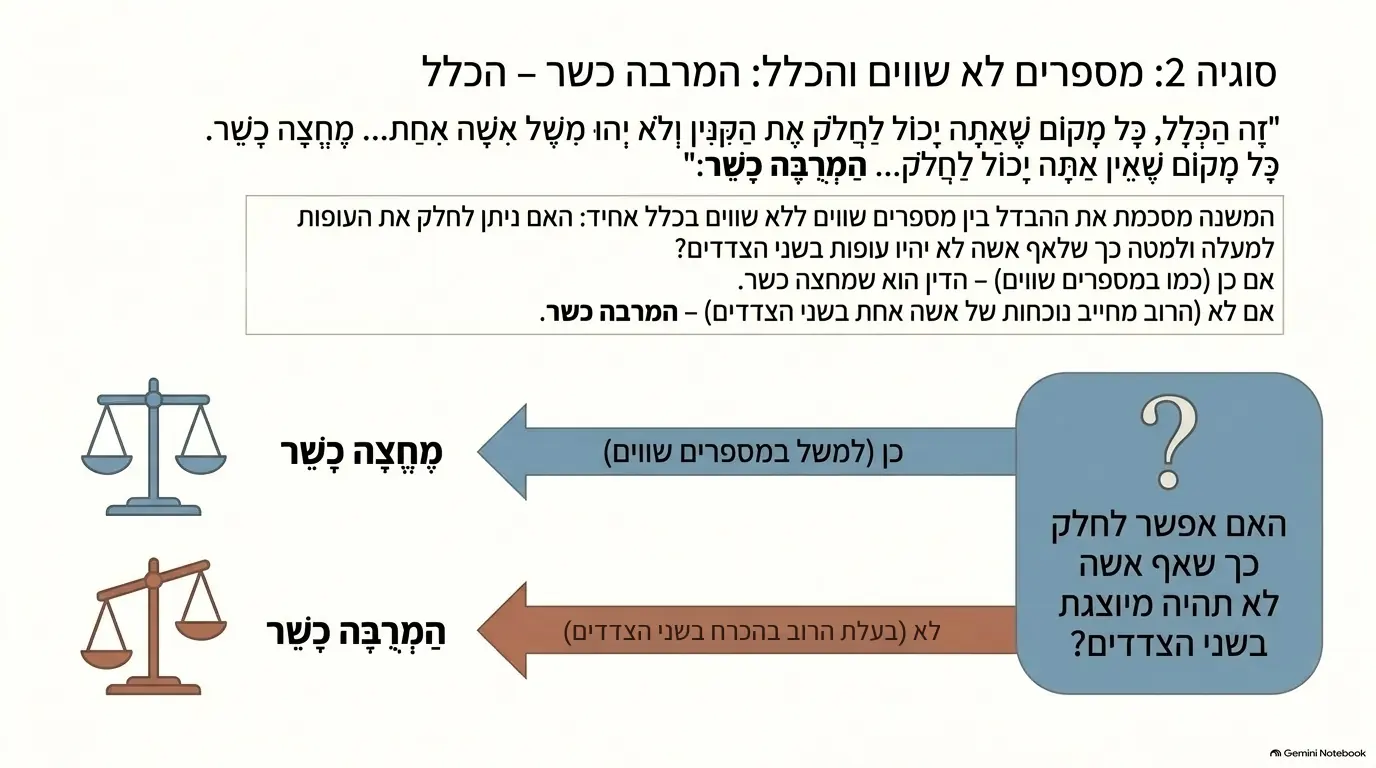 סוגיה 2: מספרים לא שווים והכלל: המרבה כשר – הכלל
"זֶה הַכְּלָל, כָּל מָקוֹם שֶׁאַתָּה יָכוֹל לַחֲלֹק אֶת הַקִּנִּין וְלֹא יְהוּ מִשֶּׁל אִשָּׁה אַחַת... מֶחֱצָה כָּשֵׁר.
כָּל מָקוֹם שֶׁאֵין אַתָּה יָכוֹל לַחֲלֹק... הַמְרֻבֶּה כָּשֵׁר:"
המשנה מסכמת את ההבדל בין מספרים שווים ללא שווים בכלל אחיד: האם ניתן לחלק את העופות
למעלה ולמטה כך שלאף אשה לא יהיו עופות בשני הצדדים?
אם כן (כמו במספרים שווים) – הדין הוא שמחצה כשר.
אם לא (הרוב מחייב נוכחות של אשה אחת בשני הצדדים) – המרבה כשר.
?
האם אפשר לחלק
כך שאף אשה
לא תהיה מיוצגת
בשני הצדדים?
כן (למשל במספרים שווים)
מֶחֱצָה כָּשֵׁר
לא (בעלת הרוב בהכרח בשני הצדדים)
הַמְרֻבָּה כָּשֵׁר
Gemini Notebook